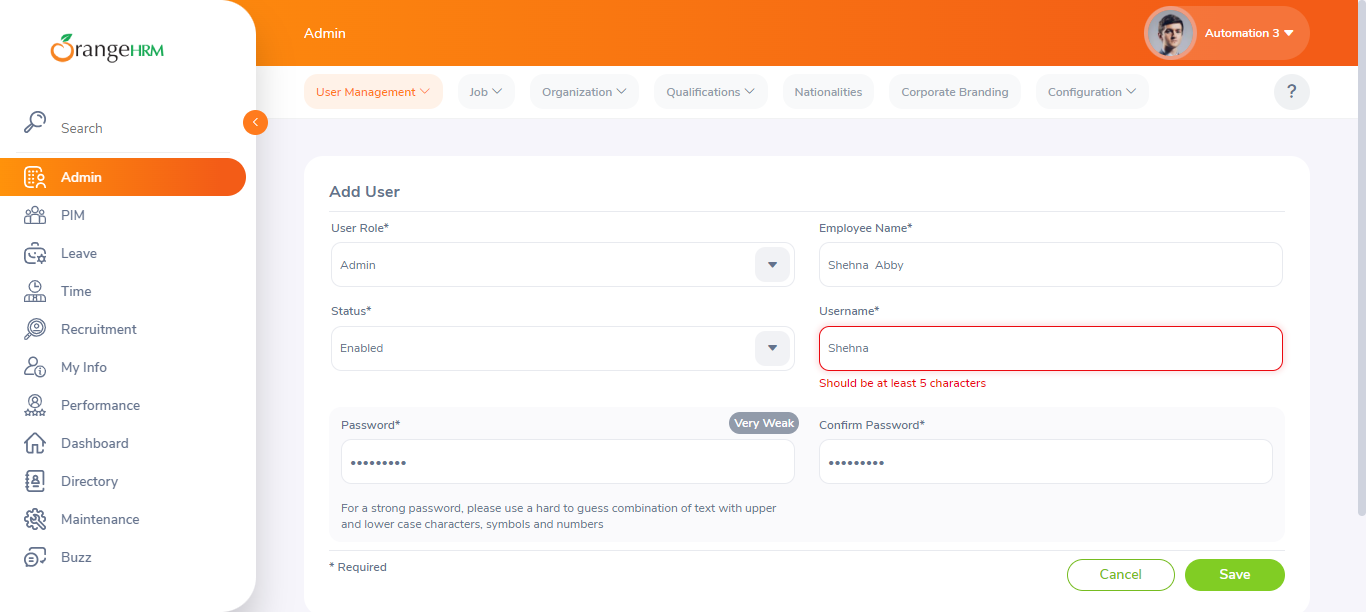 OrangeHRM
Admin
Automation 3
User Management
Job
Organization
Qualifications
Nationalities
Corporate Branding
Configuration
?
Search
Admin
PIM
Leave
Time
Recruitment
My Info
Performance
Dashboard
Directory
Maintenance
Buzz
Add User
User Role*
Admin
Employee Name*
Shehna  Abby
Status*
Enabled
Username*
Shehna
Should be at least 5 characters
Password*
Very Weak
•••••••••
Confirm Password*
•••••••••
For a strong password, please use a hard to guess combination of text with upper
and lower case characters, symbols and numbers
* Required
Cancel
Save